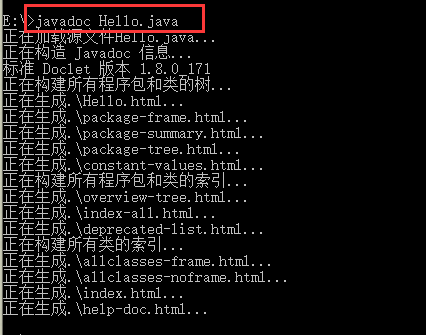 E:\>javadoc Hello.java
正在加载源文件Hello.java...
正在构造 Javadoc 信息...
标准 Doclet 版本 1.8.0_171
正在构建所有程序包和类的树...
正在生成.\Hello.html...
正在生成.\package-frame.html...
正在生成.\package-summary.html...
正在生成.\package-tree.html...
正在生成.\constant-values.html...
正在构建所有程序包和类的索引...
正在生成.\overview-tree.html...
正在生成.\index-all.html...
正在生成.\deprecated-list.html...
正在构建所有类的索引...
正在生成.\allclasses-frame.html...
正在生成.\allclasses-noframe.html...
正在生成.\index.html...
正在生成.\help-doc.html...